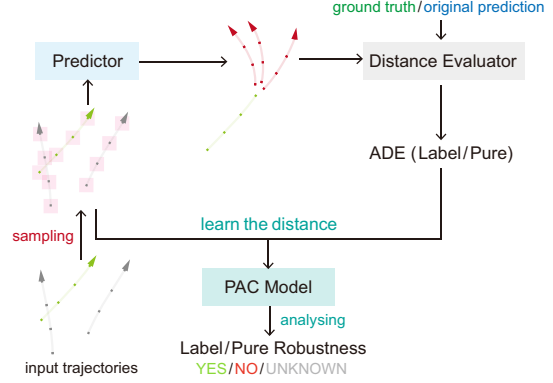 ground truth/original prediction
Predictor
Distance Evaluator
ADE (Label/Pure)
learn the distance
sampling
PAC Model
analysing
Label/Pure Robustness
YES/NO/UNKNOWN
input trajectories